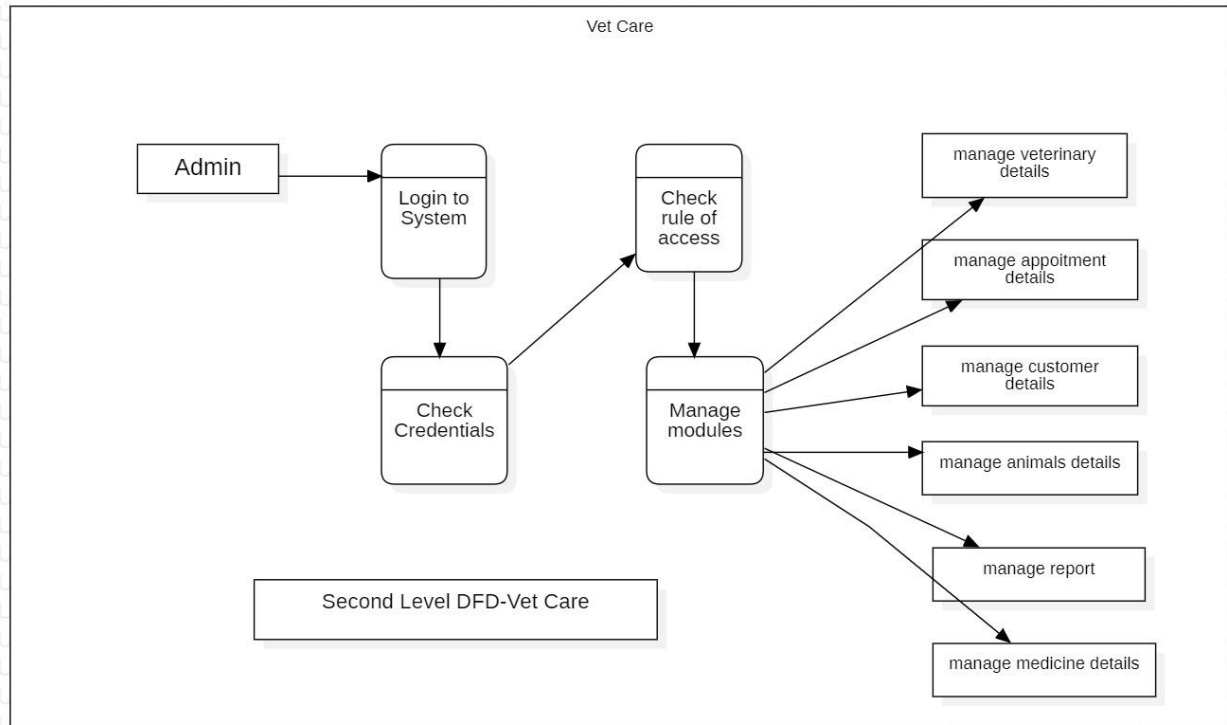 Vet Care
Admin
Login to
System
Check
rule of
access
Check
Credentials
Manage
modules
manage veterinary
details
manage appoitment
details
manage customer
details
manage animals details
manage report
manage medicine details
Second Level DFD-Vet Care